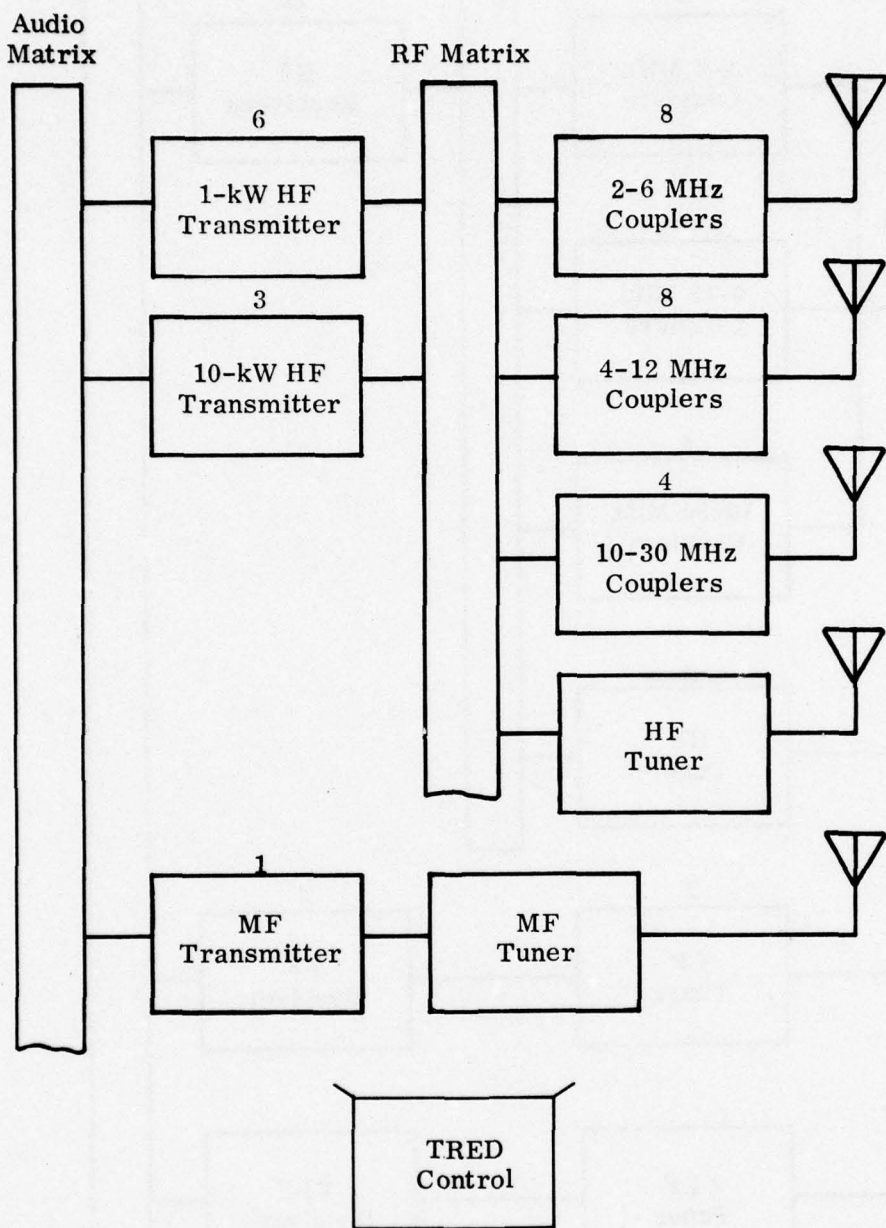 Audio
Matrix
RF Matrix
6
1-kW HF
Transmitter
8
2-6 MHz
Couplers
3
10-kW HF
Transmitter
8
4-12 MHz
Couplers
4
10-30 MHz
Couplers
HF
Tuner
1
MF
Transmitter
MF
Tuner
TRED
Control